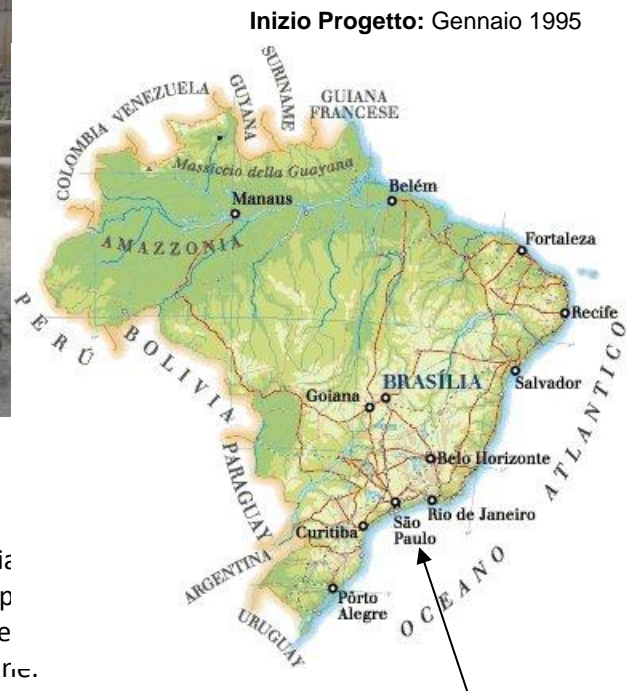 Inizio Progetto: Gennaio 1995
COLOMBIA
VENEZUELA
GUYANA
SURINAME
GUIANA
FRANCESE
Massiccio della Guayana
Manaus
Belém
AMAZZONIA
Fortaleza
PERÚ
BOLIVIA
Recife
BRASÍLIA
Goiana
Salvador
ATLANTICO
PARAGUAY
Belo Horizonte
São
Paulo
Rio de Janeiro
Curitiba
ARGENTINA
OCEANO
Pôrto
Alegre
URUGUAY